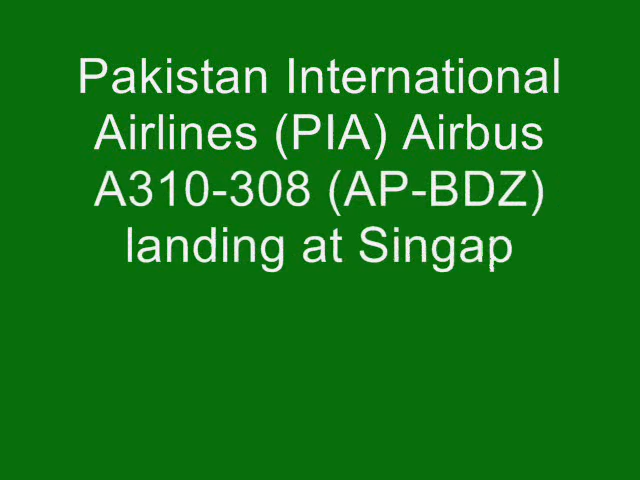 Pakistan International
Airlines (PIA) Airbus
A310-308 (AP-BDZ)
landing at Singap